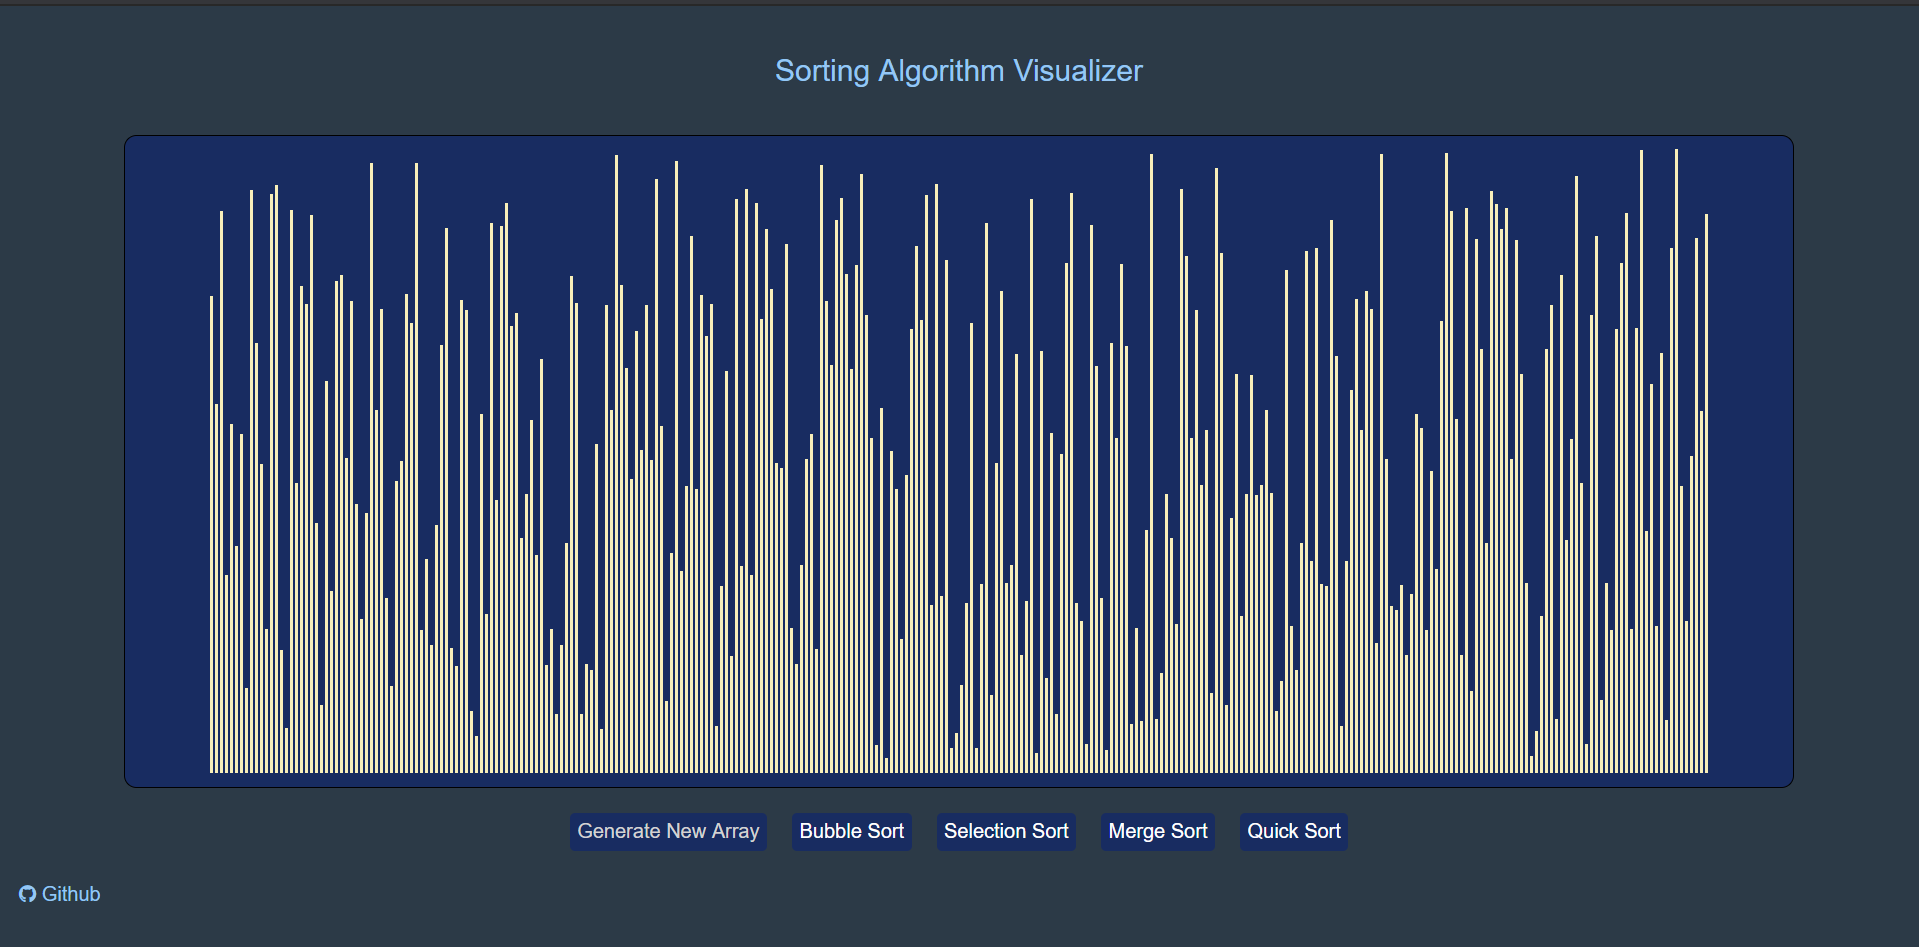 Sorting Algorithm Visualizer
Generate New Array Bubble Sort Selection Sort Merge Sort Quick Sort
Github